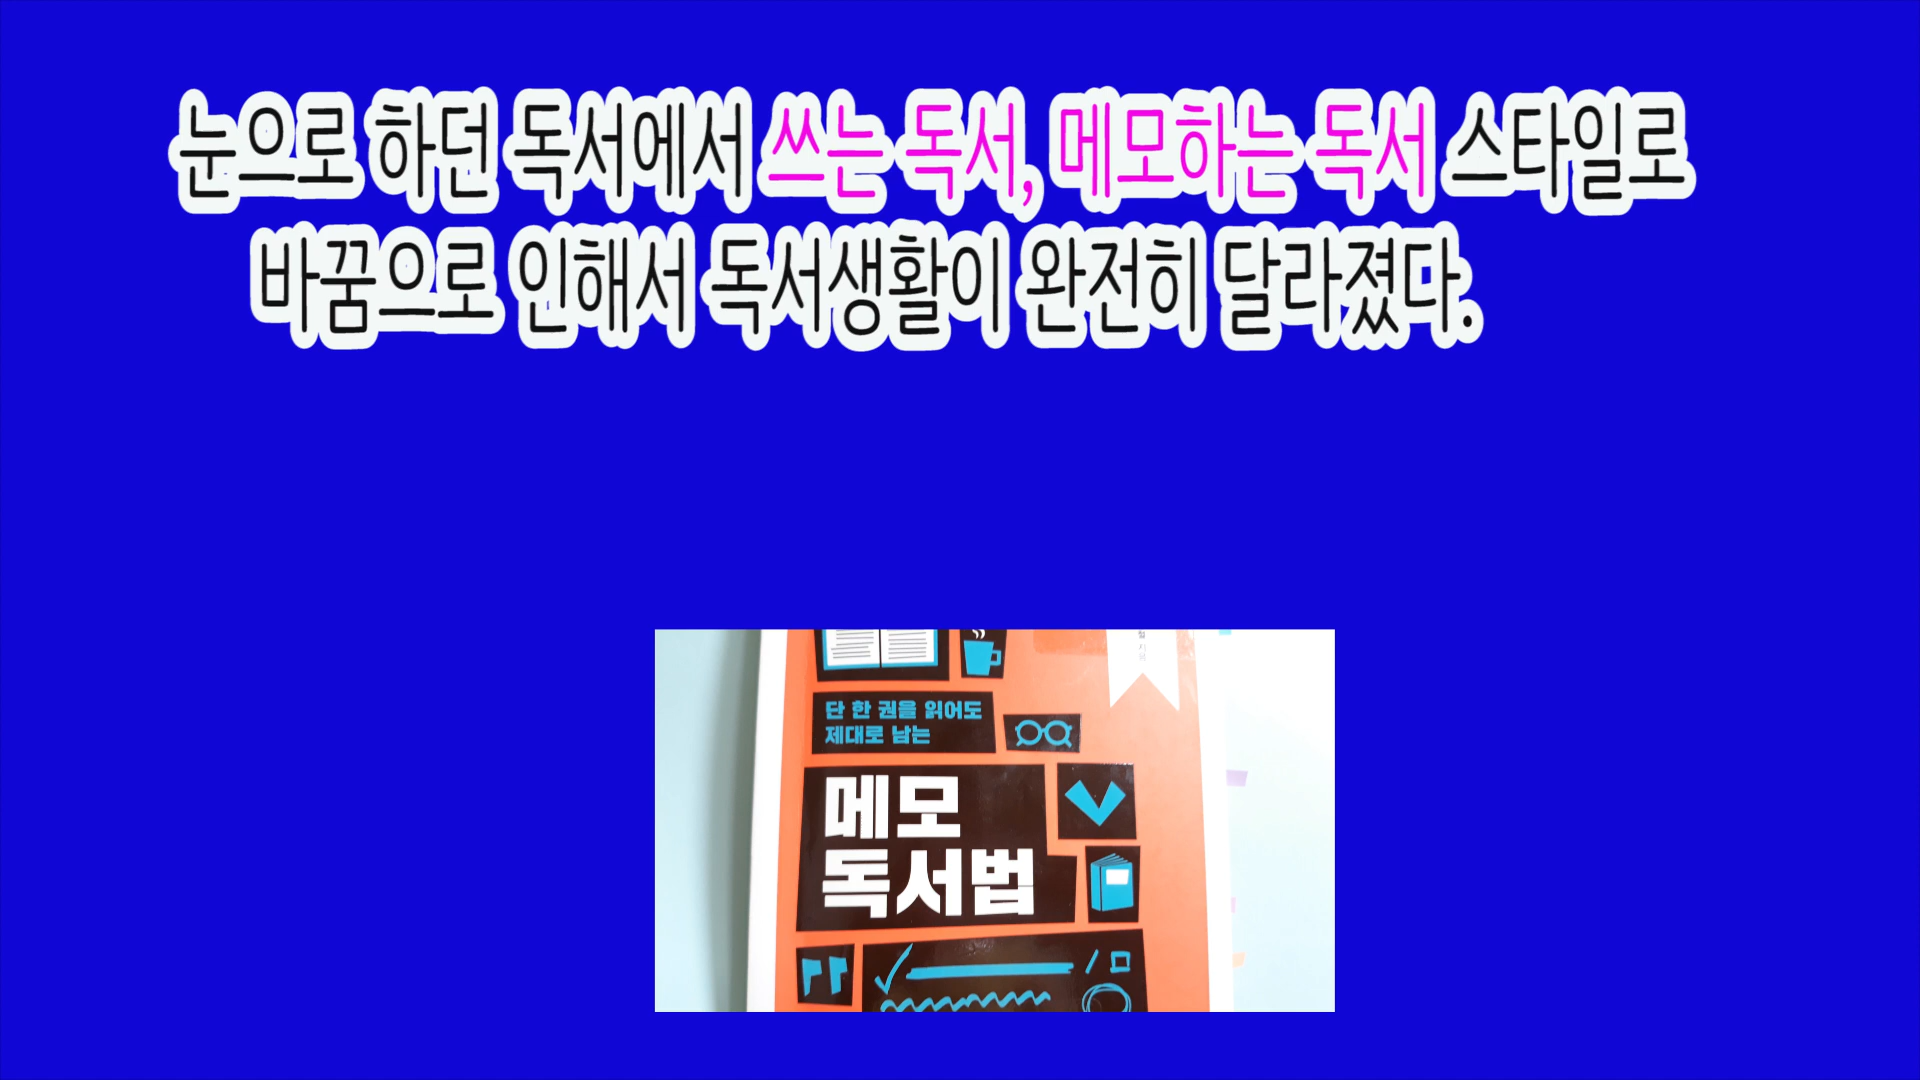 눈으로 하던 독서에서 쓰는 독서, 메모하는 독서 스타일로
바꿈으로 인해서 독서생활이 완전히 달라졌다.
단 한 권을 읽어도
제대로 남는
메모
독서법